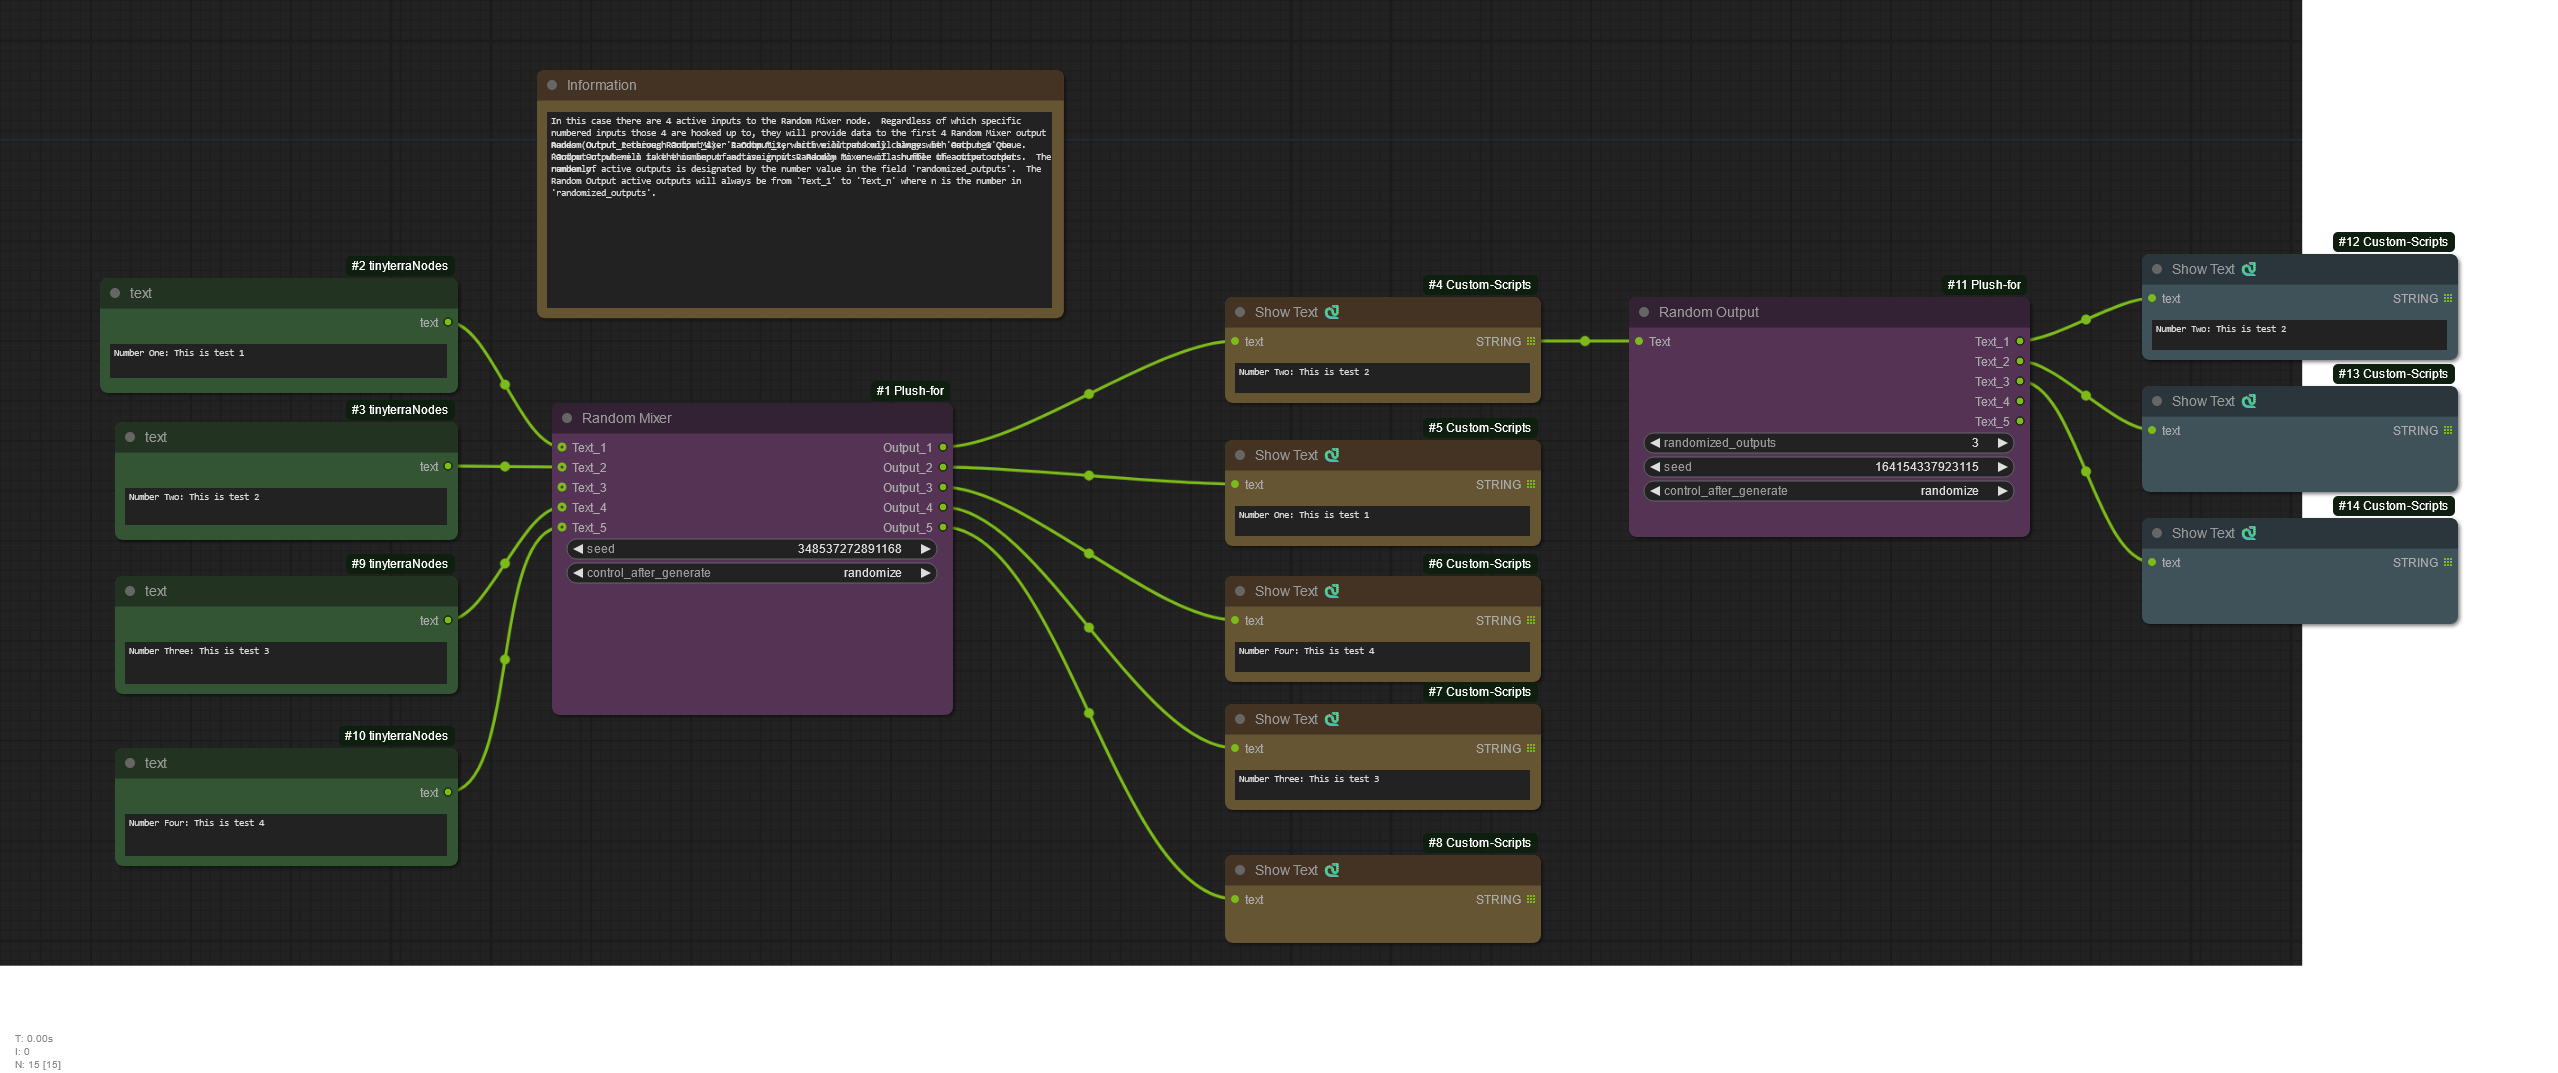 Information
In this case there are 4 active inputs to the Random Mixer node.  Regardless of which specific
numbered inputs those 4 are hooked up to, they will provide data to the first 4 Random Mixer output
of active outputs is designated by the number value in the field 'randomized_outputs'.  The
Random Output active outputs will always be from 'Text_1' to 'Text_n' where n is the number in
'randomized_outputs'.
#2 tinyterraNodes
text
text
Number One: This is test 1
#3 tinyterraNodes
text
text
Number Two: This is test 2
#9 tinyterraNodes
text
text
Number Three: This is test 3
#10 tinyterraNodes
text
text
Number Four: This is test 4
#1 Plush-for
Random Mixer
Text_1 Output_1
Text_2 Output_2
Text_3 Output_3
Text_4 Output_4
Text_5 Output_5
seed 348537272891168
control_after_generate randomize
#4 Custom-Scripts
Show Text
text STRING
Number Two: This is test 2
#5 Custom-Scripts
Show Text
text STRING
Number One: This is test 1
#6 Custom-Scripts
Show Text
text STRING
Number Four: This is test 4
#7 Custom-Scripts
Show Text
text STRING
Number Three: This is test 3
#8 Custom-Scripts
Show Text
text STRING
#11 Plush-for
Random Output
Text Text_1
Text_2
Text_3
Text_4
Text_5
randomized_outputs 3
seed 164154337923115
control_after_generate randomize
#12 Custom-Scripts
Show Text
text STRING
Number Two: This is test 2
#13 Custom-Scripts
Show Text
text STRING
#14 Custom-Scripts
Show Text
text STRING
T: 0.00s
I: 0
N: 15 [15]